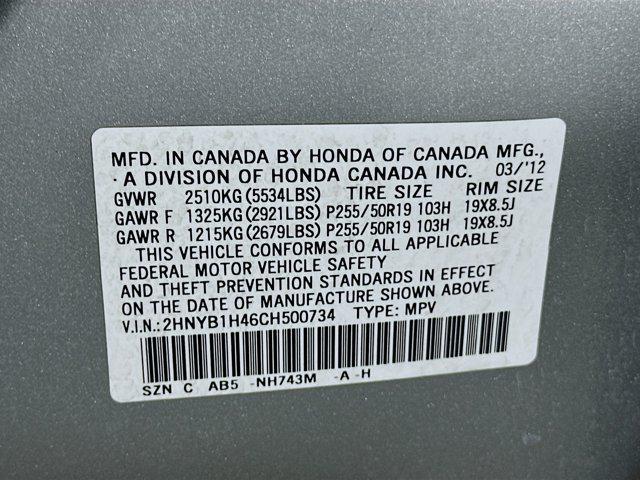 MFD. IN CANADA BY HONDA OF CANADA MFG.,
A DIVISION OF HONDA CANADA INC. 03/'12
GVWR 2510KG (5534LBS) TIRE SIZE RIM SIZE
GAWR F 1325KG (2921LBS) P255/50R19 103H 19X8.5J
GAWR R 1215KG (2679LBS) P255/50R19 103H 19X8.5J
THIS VEHICLE CONFORMS TO ALL APPLICABLE
FEDERAL MOTOR VEHICLE SAFETY
AND THEFT PREVENTION STANDARDS IN EFFECT
ON THE DATE OF MANUFACTURE SHOWN ABOVE.
V.I.N.: 2HNYB1H46CH500734 TYPE: MPV
SZN C AB5 -NH743M -A -H